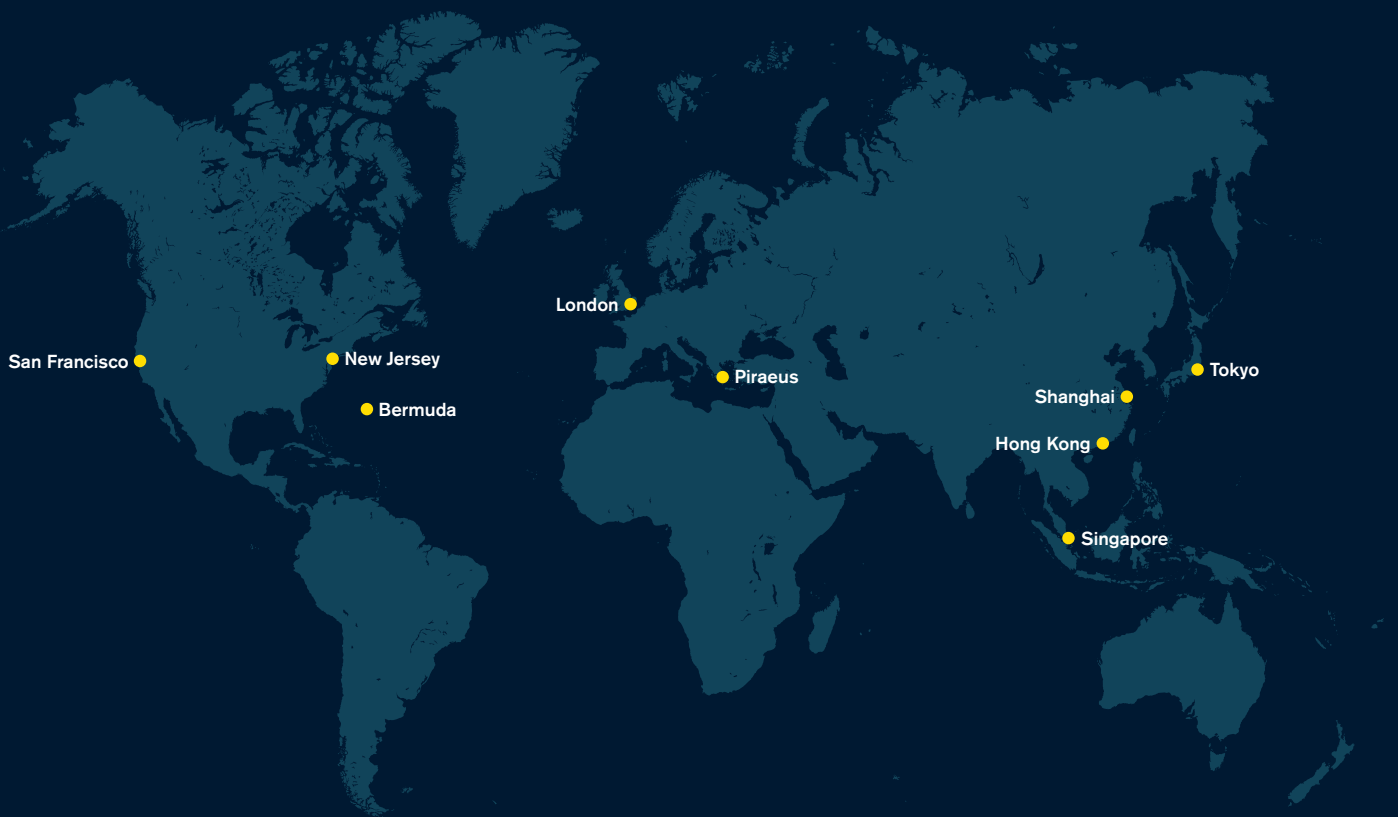 London
San Francisco
New Jersey
Piraeus
Tokyo
Shanghai
Bermuda
Hong Kong
Singapore